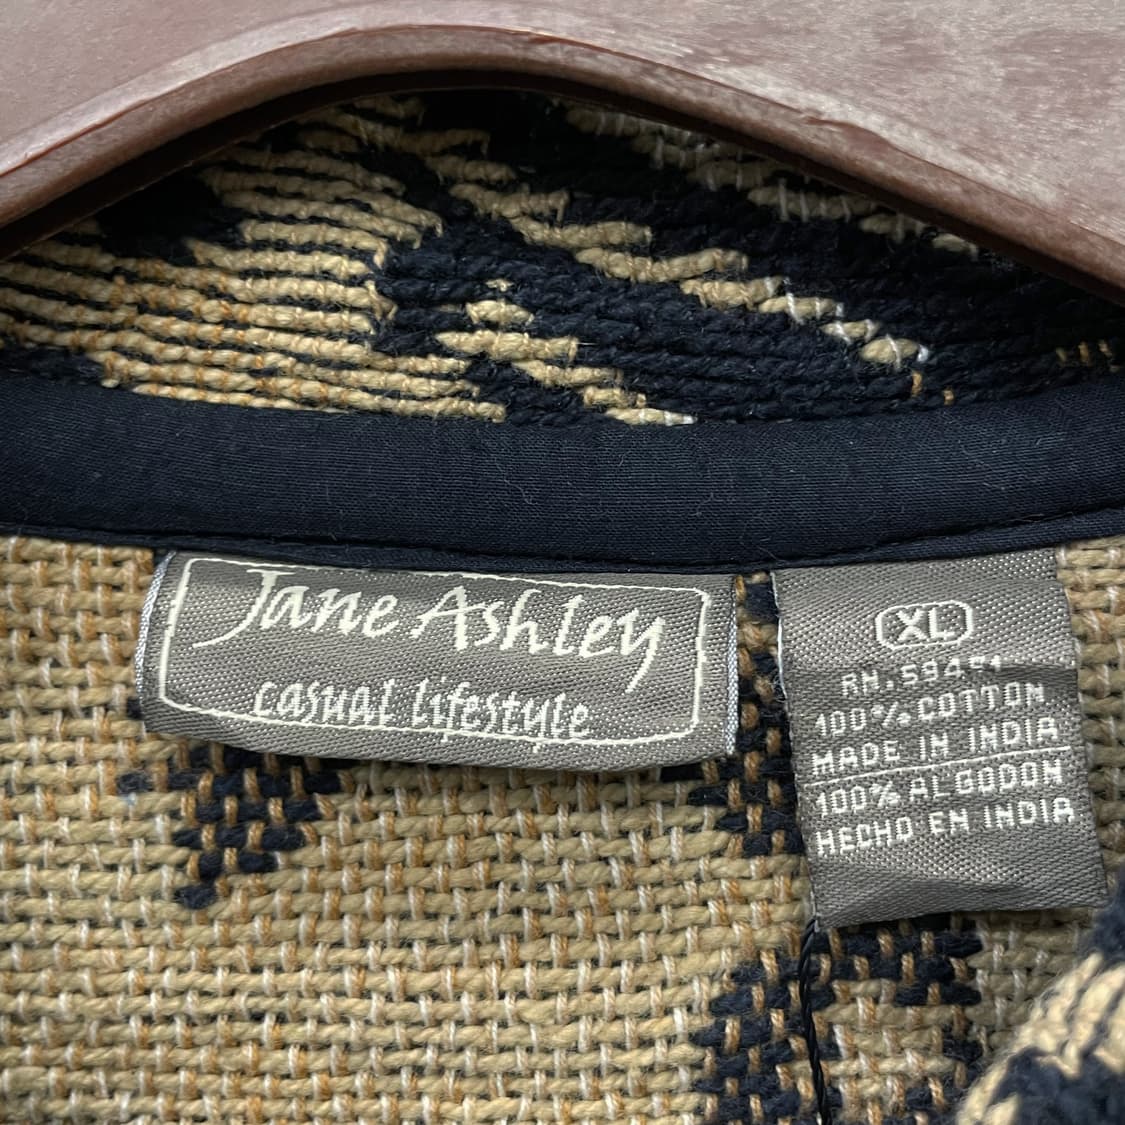 Jane Ashley
casual lifestyle
XL
100% COTTON
MADE IN INDIA
100% ALGODON
HECHO EN INDIA